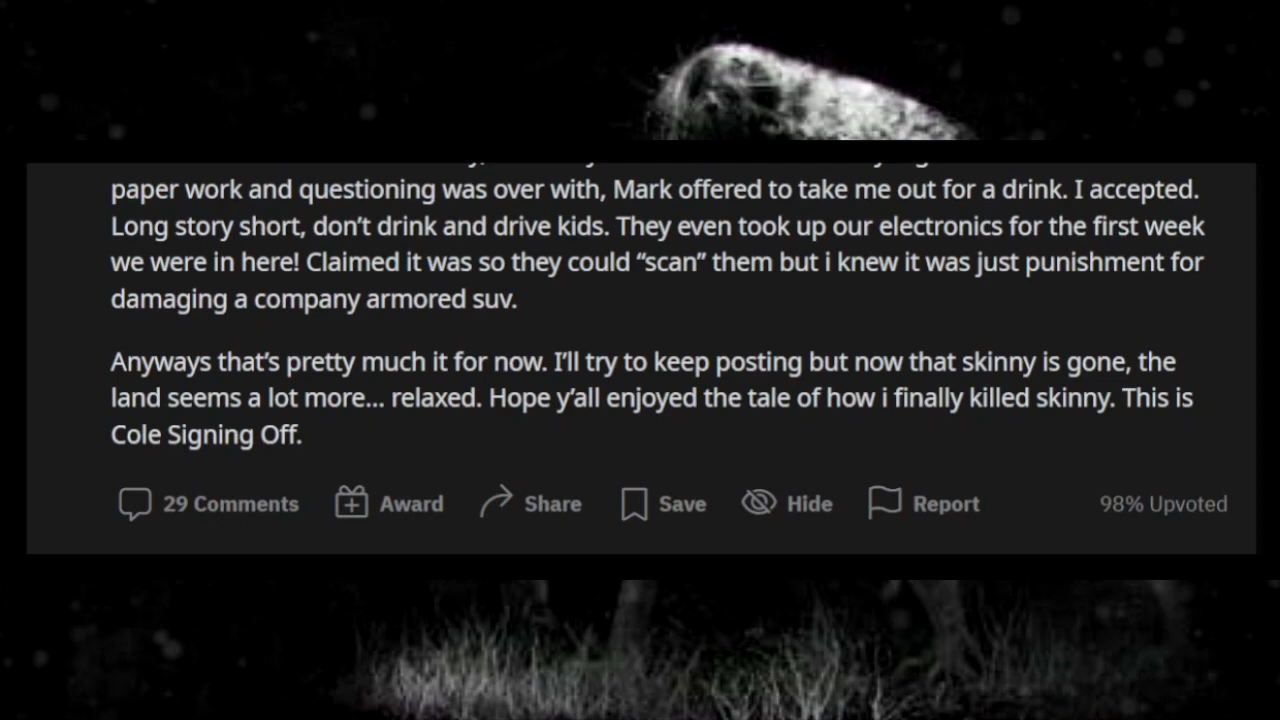 paper work and questioning was over with, Mark offered to take me out for a drink. I accepted.
Long story short, don’t drink and drive kids. They even took up our electronics for the first week
we were in here! Claimed it was so they could “scan” them but i knew it was just punishment for
damaging a company armored suv.
Anyways that’s pretty much it for now. I’ll try to keep posting but now that skinny is gone, the
land seems a lot more... relaxed. Hope y’all enjoyed the tale of how i finally killed skinny. This is
Cole Signing Off.
29 Comments Award Share Save Hide Report 98% Upvoted